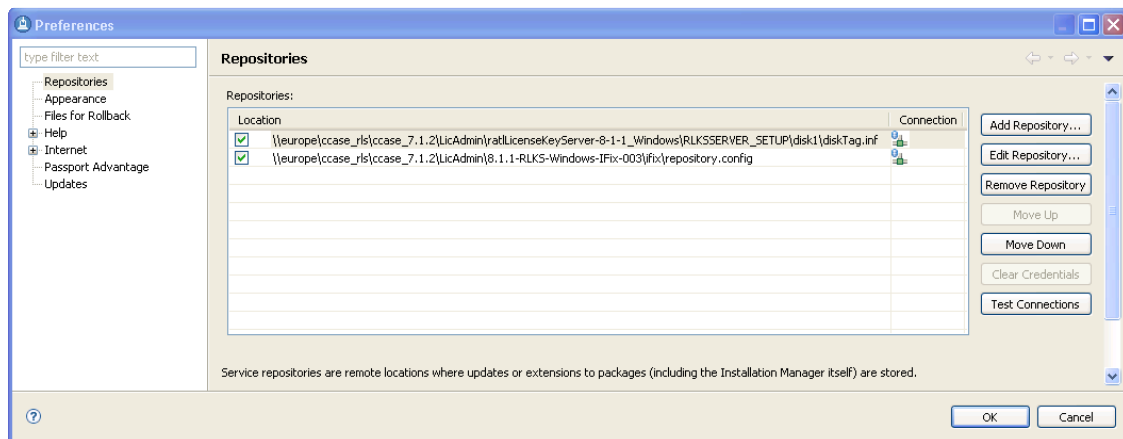 Preferences
type filter text
Repositories
Appearance
Files for Rollback
Help
Internet
Passport Advantage
Updates
Repositories
Repositories:
Location Connection
\\europe\ccase_rls\ccase_7.1.2\LicAdmin\ratlLicenseKeyServer-8-1-1_Windows\RLKSSERVER_SETUP\disk1\diskTag.inf
\\europe\ccase_rls\ccase_7.1.2\LicAdmin\8.1.1-RLKS-Windows-IFix-003\ifix\repository.config
Add Repository...
Edit Repository...
Remove Repository
Move Up
Move Down
Clear Credentials
Test Connections
Service repositories are remote locations where updates or extensions to packages (including the Installation Manager itself) are stored.
OK Cancel